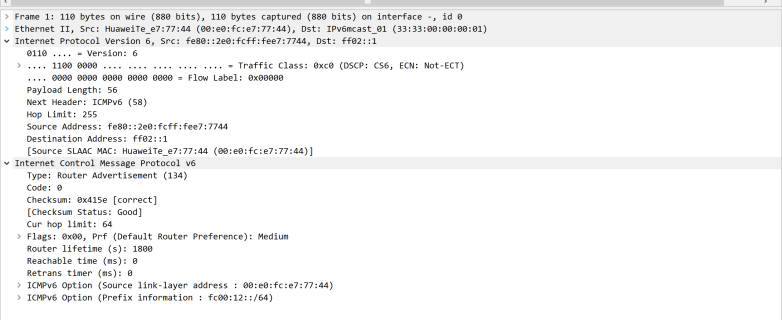 Frame 1: 110 bytes on wire (880 bits), 110 bytes captured (880 bits) on interface -, id 0
Ethernet II, Src: HuaweiTe_e7:77:44 (00:e0:fc:e7:77:44), Dst: IPv6mcast_01 (33:33:00:00:00:01)
Internet Protocol Version 6, Src: fe80::2e0:fcff:fee7:7744, Dst: ff02::1
0110 .... = Version: 6
.... 1100 0000 .... .... .... .... .... = Traffic Class: 0xc0 (DSCP: CS6, ECN: Not-ECT)
.... 0000 0000 0000 0000 0000 = Flow Label: 0x00000
Payload Length: 56
Next Header: ICMPv6 (58)
Hop Limit: 255
Source Address: fe80::2e0:fcff:fee7:7744
Destination Address: ff02::1
[Source SLAAC MAC: HuaweiTe_e7:77:44 (00:e0:fc:e7:77:44)]
Internet Control Message Protocol v6
Type: Router Advertisement (134)
Code: 0
Checksum: 0x415e [correct]
[Checksum Status: Good]
Cur hop limit: 64
Flags: 0x00, Prf (Default Router Preference): Medium
Router lifetime (s): 1800
Reachable time (ms): 0
Retrans timer (ms): 0
ICMPv6 Option (Source link-layer address : 00:e0:fc:e7:77:44)
ICMPv6 Option (Prefix information : fc00:12::/64)